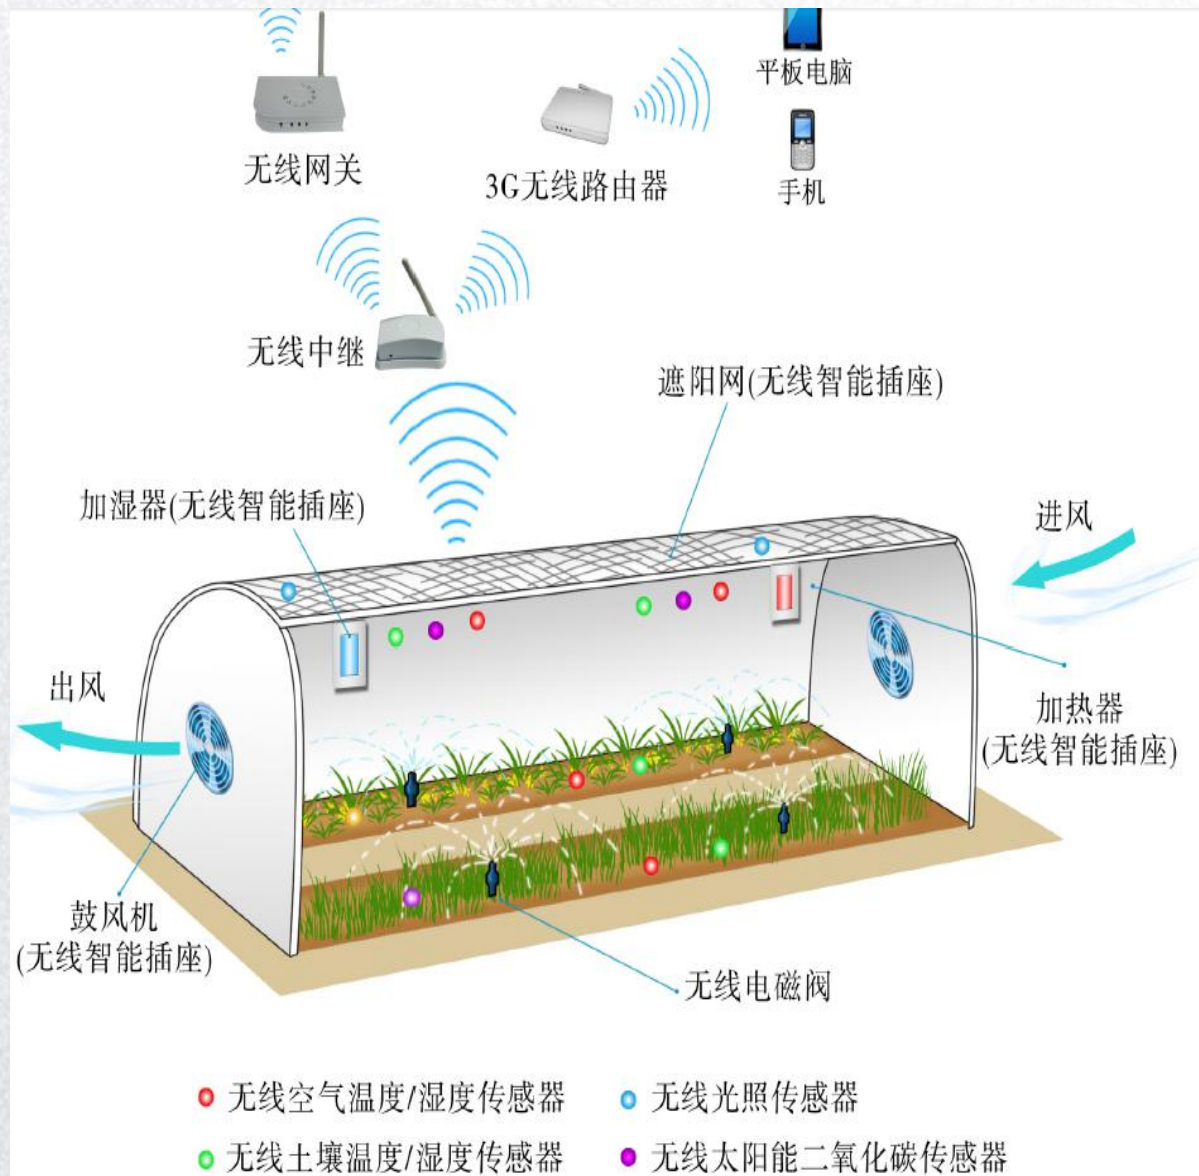 平板电脑
无线网关
3G无线路由器
手机
无线中继
遮阳网(无线智能插座)
加湿器(无线智能插座)
进风
出风
加热器
(无线智能插座)
鼓风机
(无线智能插座)
无线电磁阀
无线空气温度/湿度传感器
无线光照传感器
无线土壤温度/湿度传感器
无线太阳能二氧化碳传感器